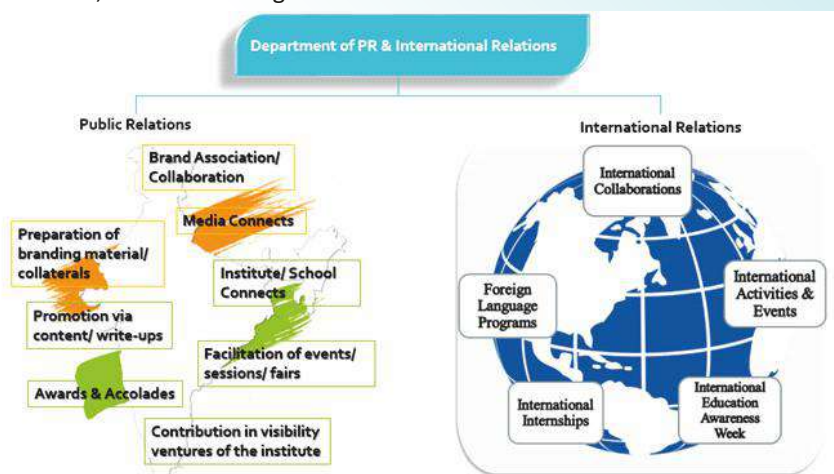 Department of PR & International Relations
Public Relations
Brand Association/
Collaboration
Media Connects
Preparation of
branding material/
collaterals
Institute/ School
Connects
Promotion via
content/ write-ups
Facilitation of events/
sessions/ fairs
Awards & Accolades
Contribution in visibility
ventures of the institute
International Relations
International
Collaborations
Foreign
Language
Programs
International
Activities &
Events
International
Internships
International
Education
Awareness
Week